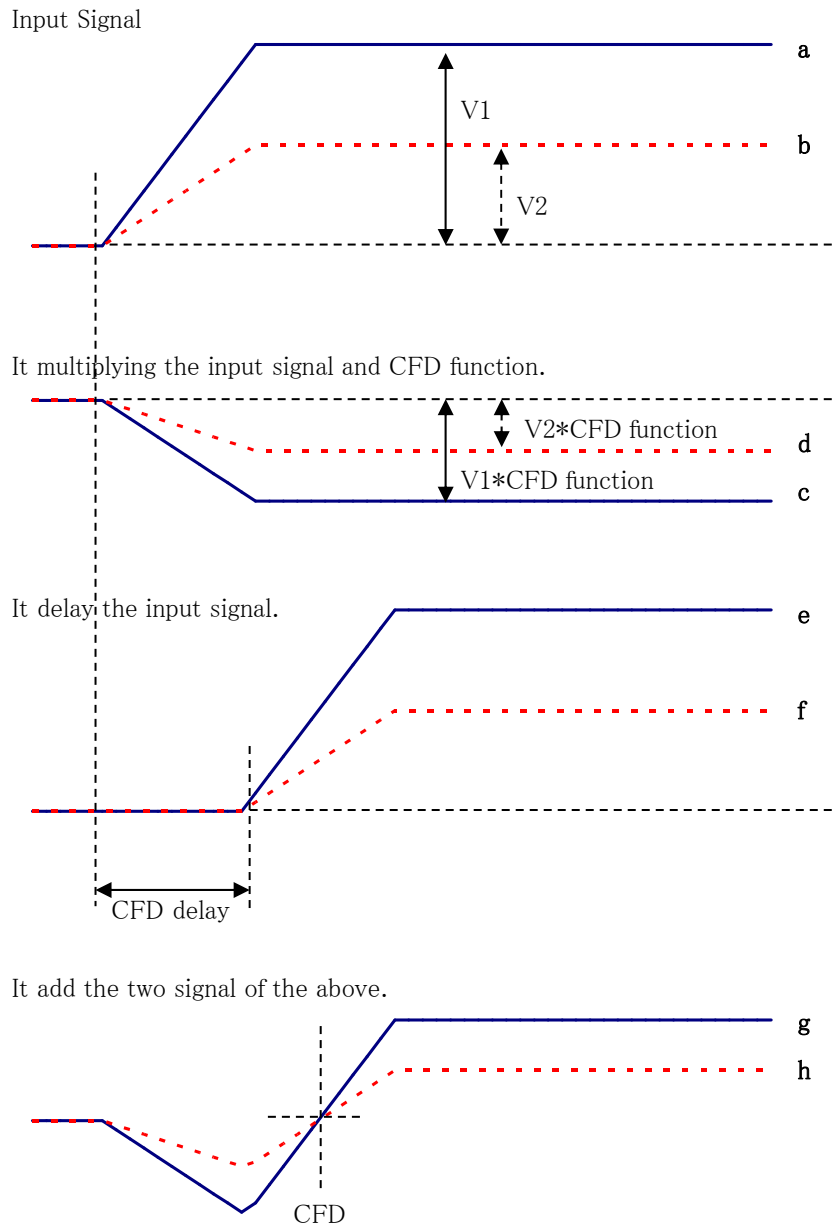 Input Signal
a
V1
b
V2
It multiplying the input signal and CFD function.
V2*CFD function
d
V1*CFD function
c
It delay the input signal.
e
f
CFD delay
It add the two signal of the above.
g
h
CFD